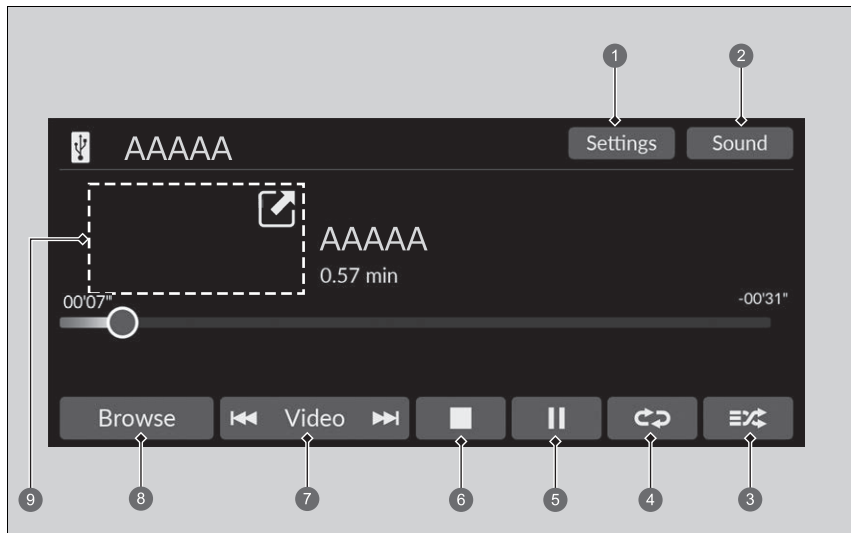 1 2
AAAAA Settings Sound
AAAAA
9
0.57 min
00'07" -00'31"
Browse Video
8 7 6 5 4 3